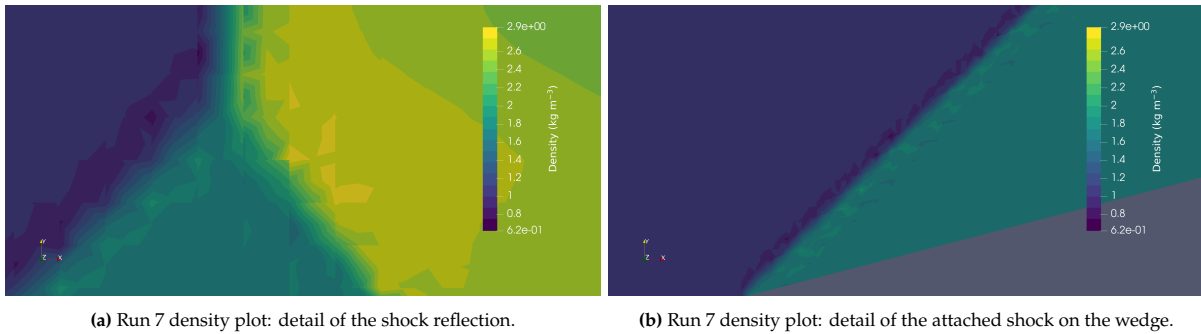 2.9e+00
2.6
2.4
2.2
2
1.8
1.6
1.4
1.2
1
0.8
6.2e-01
Density (kg m⁻³)
Y
Z X
2.9e+00
2.6
2.4
2.2
2
1.8
1.6
1.4
1.2
1
0.8
6.2e-01
Density (kg m⁻³)
Y
Z X
(a) Run 7 density plot: detail of the shock reflection.
(b) Run 7 density plot: detail of the attached shock on the wedge.